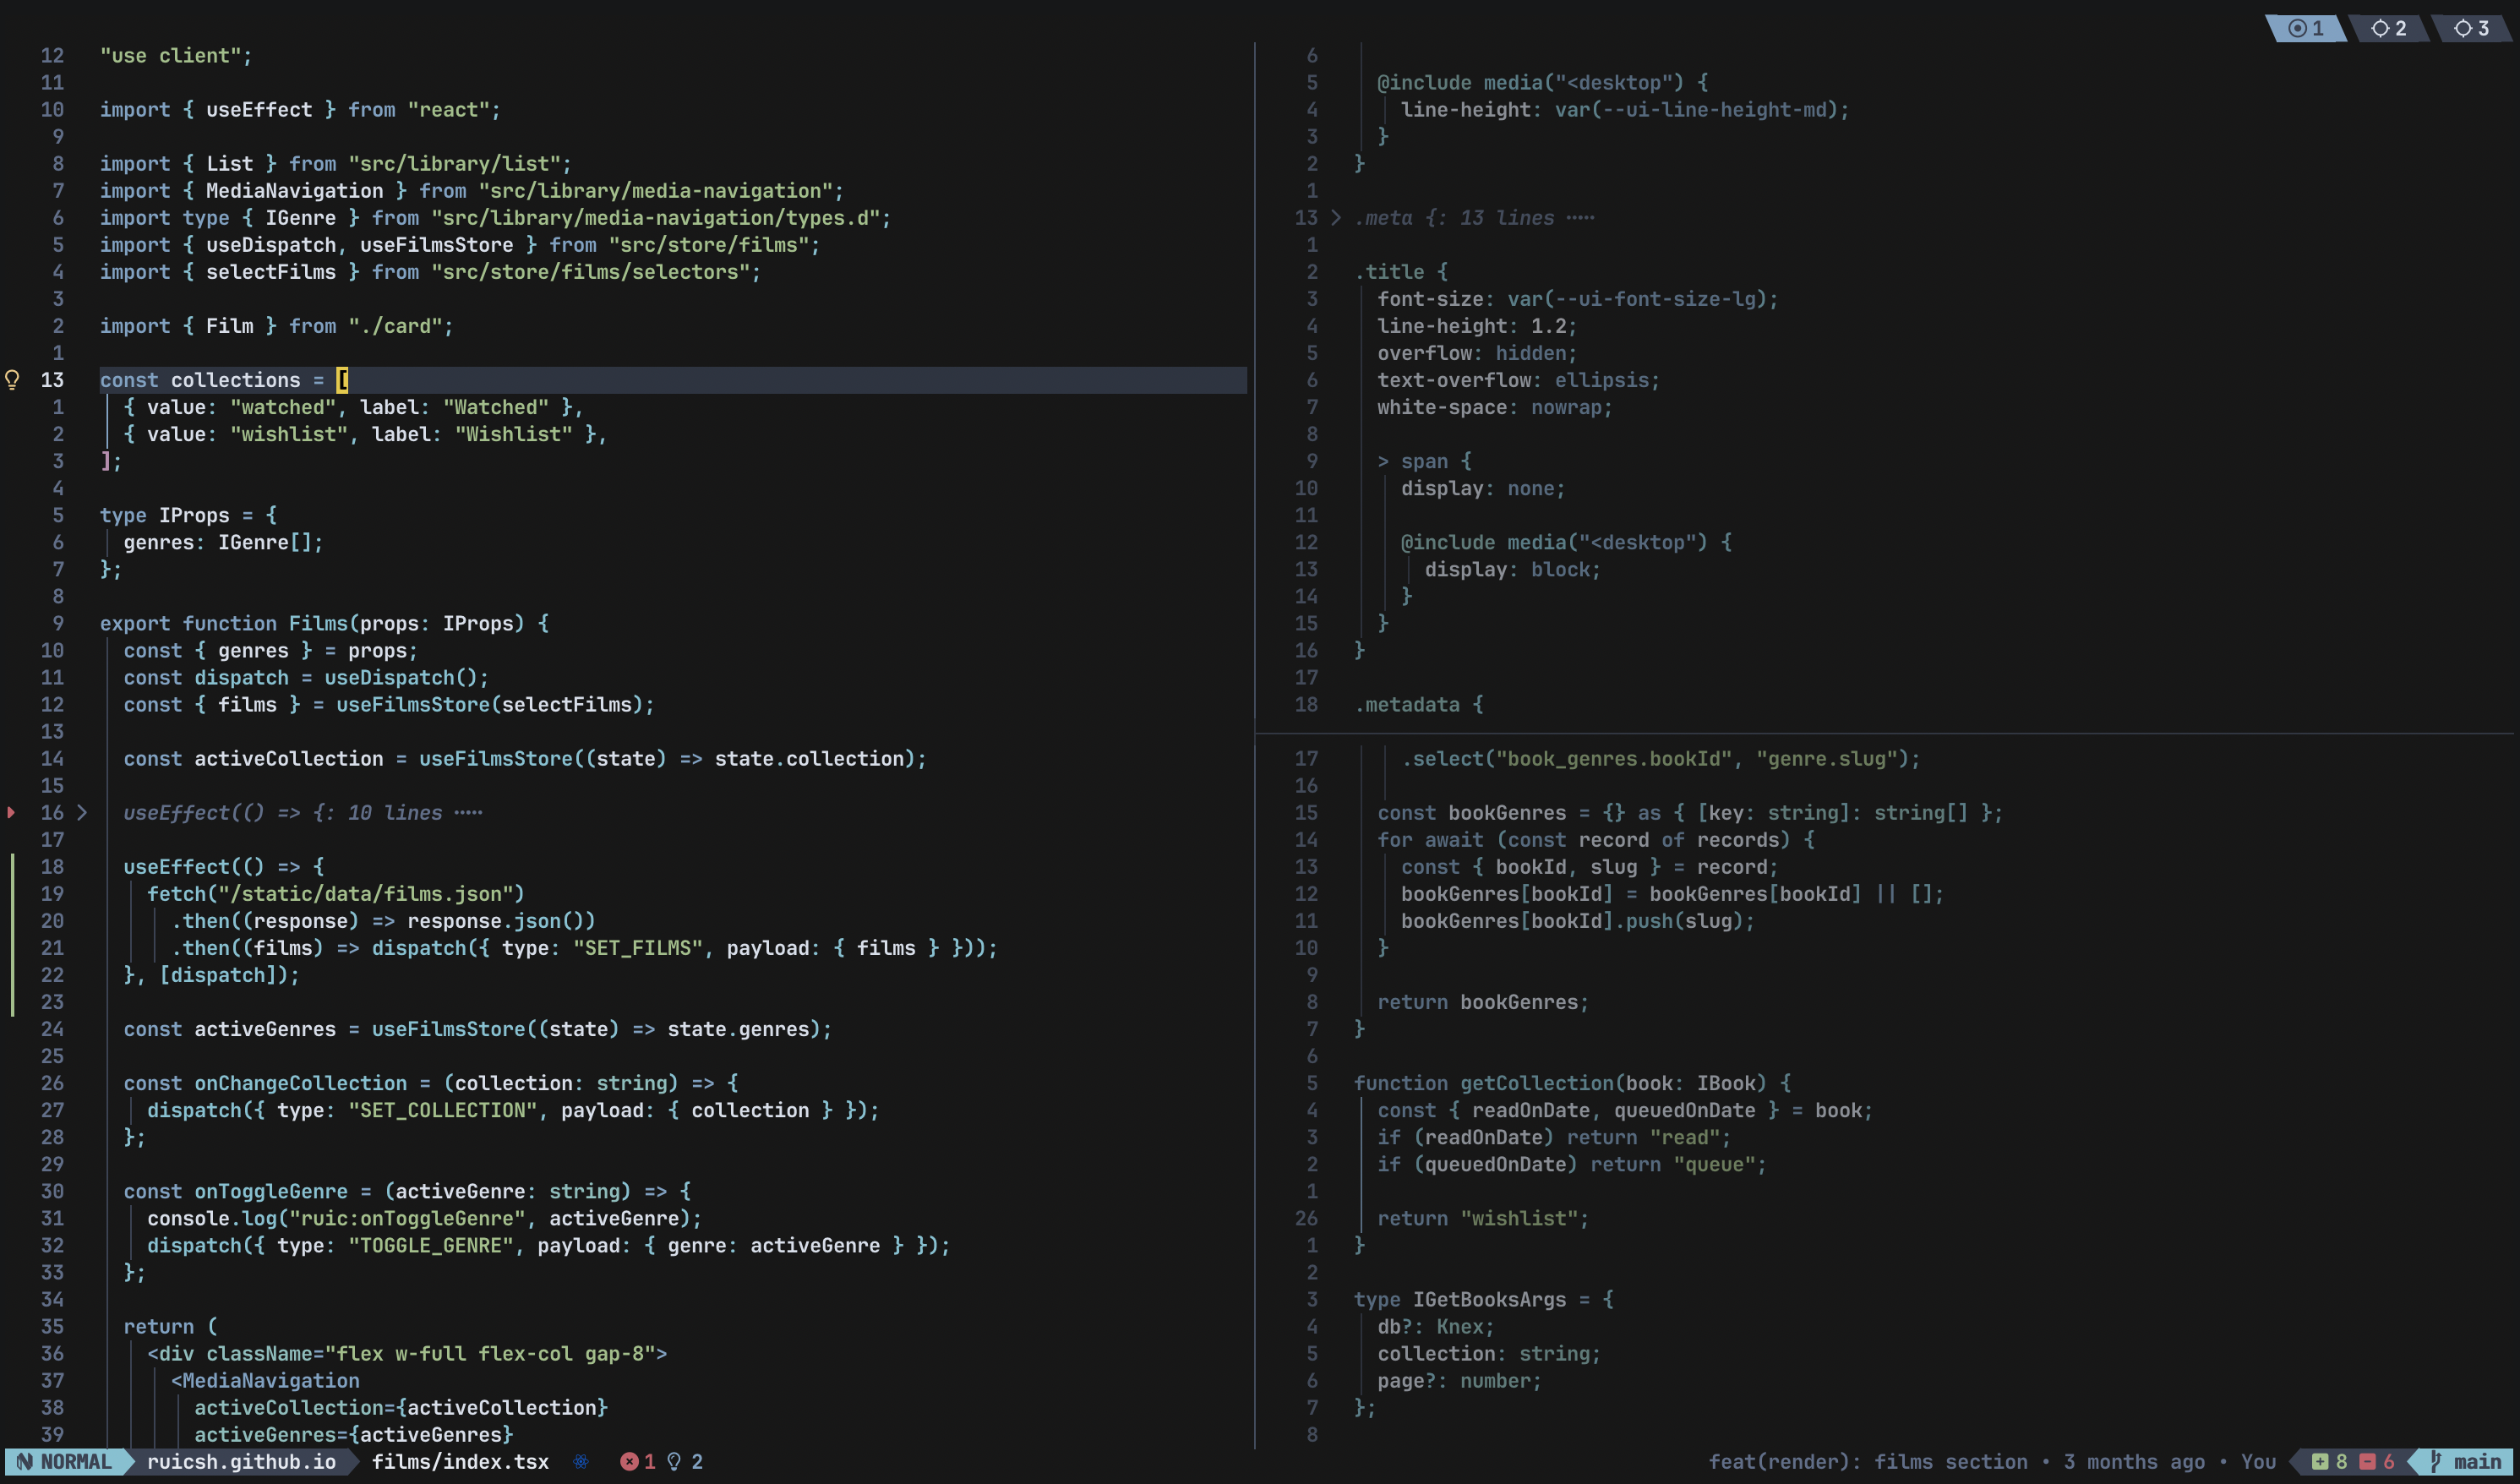 1 2 3
12 "use client";
11
10 import { useEffect } from "react";
9
8 import { List } from "src/library/list";
7 import { MediaNavigation } from "src/library/media-navigation";
6 import type { IGenre } from "src/library/media-navigation/types.d";
5 import { useDispatch, useFilmsStore } from "src/store/films";
4 import { selectFilms } from "src/store/films/selectors";
3
2 import { Film } from "./card";
1
13 const collections = [
1 { value: "watched", label: "Watched" },
2 { value: "wishlist", label: "Wishlist" },
3 ];
4
5 type IProps = {
6 genres: IGenre[];
7 };
8
9 export function Films(props: IProps) {
10 const { genres } = props;
11 const dispatch = useDispatch();
12 const { films } = useFilmsStore(selectFilms);
13
14 const activeCollection = useFilmsStore((state) => state.collection);
15
16 > useEffect(() => {: 10 lines ·····
17
18 useEffect(() => {
19 fetch("/static/data/films.json")
20 .then((response) => response.json())
21 .then((films) => dispatch({ type: "SET_FILMS", payload: { films } }));
22 }, [dispatch]);
23
24 const activeGenres = useFilmsStore((state) => state.genres);
25
26 const onChangeCollection = (collection: string) => {
27 dispatch({ type: "SET_COLLECTION", payload: { collection } });
28 };
29
30 const onToggleGenre = (activeGenre: string) => {
31 console.log("ruic:onToggleGenre", activeGenre);
32 dispatch({ type: "TOGGLE_GENRE", payload: { genre: activeGenre } });
33 };
34
35 return (
36 <div className="flex w-full flex-col gap-8">
37 <MediaNavigation
38 activeCollection={activeCollection}
39 activeGenres={activeGenres}
6
5 @include media("<desktop") {
4 line-height: var(--ui-line-height-md);
3 }
2 }
1
13 > .meta {: 13 lines ·····
1
2 .title {
3 font-size: var(--ui-font-size-lg);
4 line-height: 1.2;
5 overflow: hidden;
6 text-overflow: ellipsis;
7 white-space: nowrap;
8
9 > span {
10 display: none;
11
12 @include media("<desktop") {
13 display: block;
14 }
15 }
16 }
17
18 .metadata {
17 .select("book_genres.bookId", "genre.slug");
16
15 const bookGenres = {} as { [key: string]: string[] };
14 for await (const record of records) {
13 const { bookId, slug } = record;
12 bookGenres[bookId] = bookGenres[bookId] || [];
11 bookGenres[bookId].push(slug);
10 }
9
8 return bookGenres;
7 }
6
5 function getCollection(book: IBook) {
4 const { readOnDate, queuedOnDate } = book;
3 if (readOnDate) return "read";
2 if (queuedOnDate) return "queue";
1
26 return "wishlist";
1 }
2
3 type IGetBooksArgs = {
4 db?: Knex;
5 collection: string;
6 page?: number;
7 };
8
NORMAL ruicsh.github.io films/index.tsx 1 2 feat(render): films section • 3 months ago • You 8 6 main